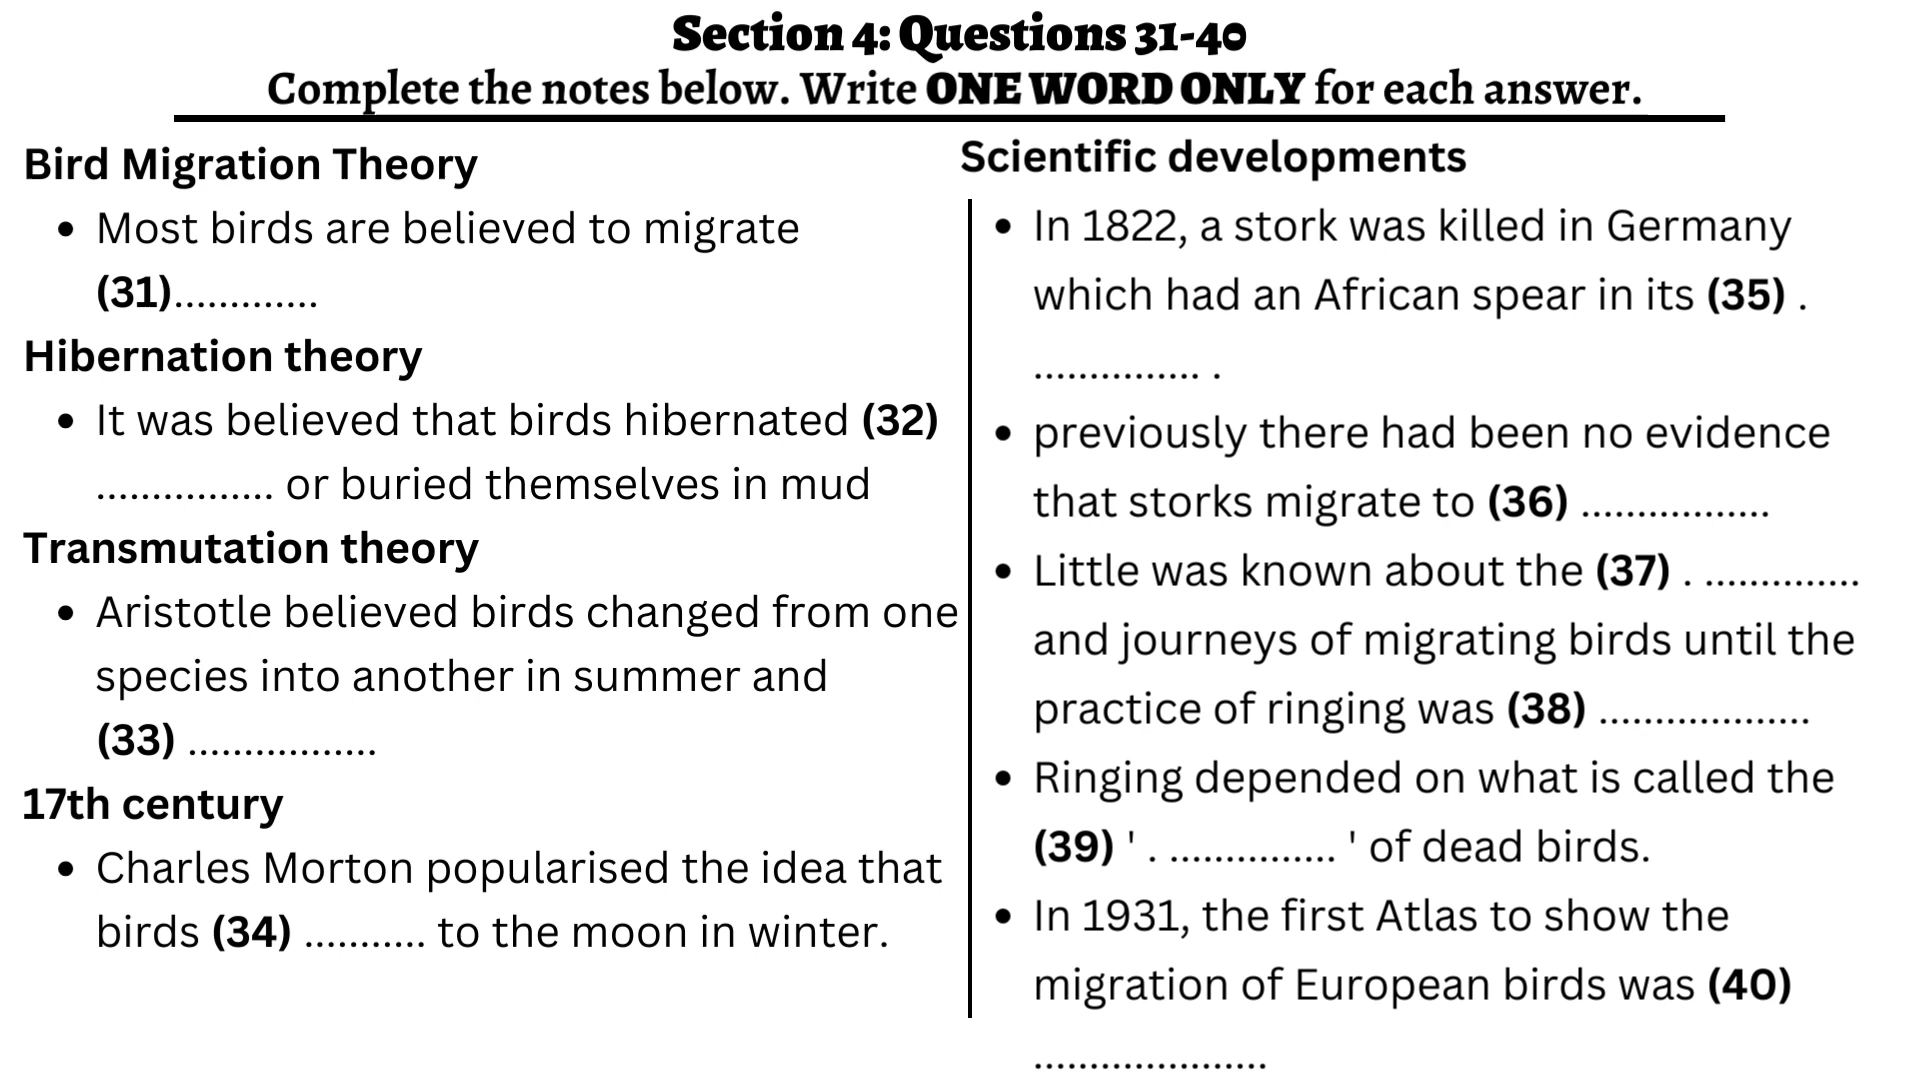 Section 4: Questions 31-40
Complete the notes below. Write ONE WORD ONLY for each answer.
Bird Migration Theory
• Most birds are believed to migrate
(31).............
Hibernation theory
• It was believed that birds hibernated (32)
................ or buried themselves in mud
Transmutation theory
• Aristotle believed birds changed from one
species into another in summer and
(33) .................
17th century
• Charles Morton popularised the idea that
birds (34) ........... to the moon in winter.
Scientific developments
• In 1822, a stork was killed in Germany
which had an African spear in its (35) .
............... .
• previously there had been no evidence
that storks migrate to (36) .................
• Little was known about the (37) . ..............
and journeys of migrating birds until the
practice of ringing was (38) ...................
• Ringing depended on what is called the
(39) ' . ............... ' of dead birds.
• In 1931, the first Atlas to show the
migration of European birds was (40)
.....................